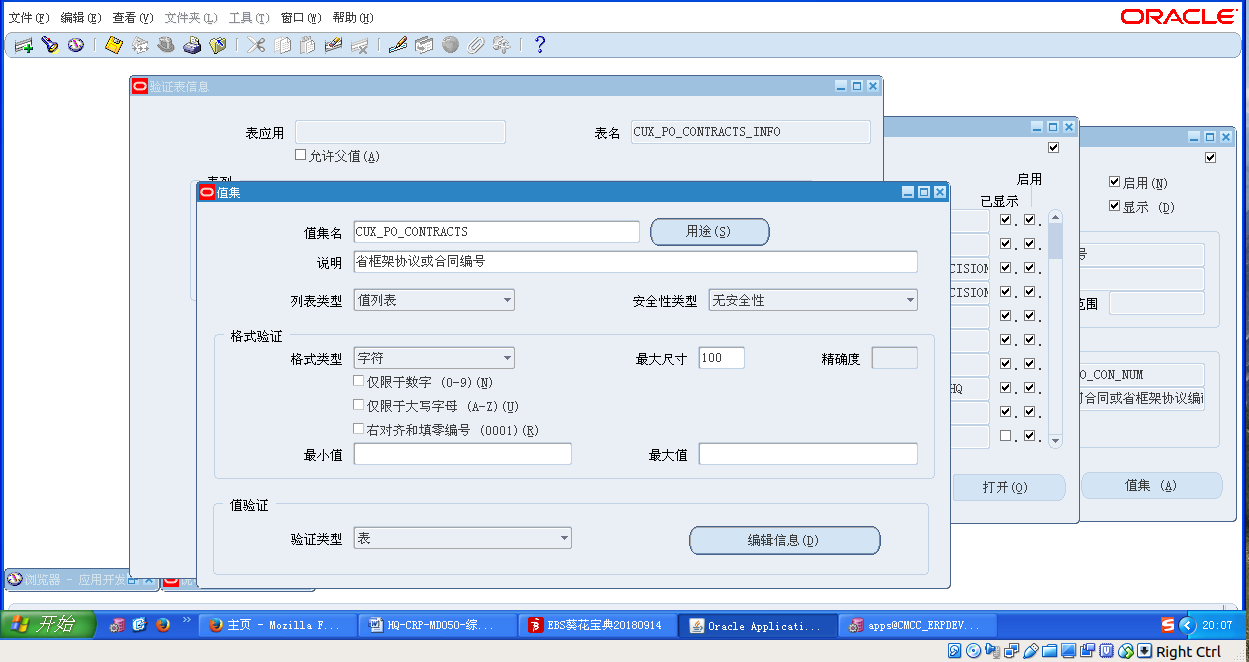 文件(F) 编辑(E) 查看(V) 文件夹(L) 工具(T) 窗口(W) 帮助(H)
ORACLE
?
验证表信息
表应用
表名 CUX_PO_CONTRACTS_INFO
允许父值(A)
表列
值集
值集名 CUX_PO_CONTRACTS
用途(S)
说明 省框架协议或合同编号
列表类型 值列表
安全性类型 无安全性
格式验证
格式类型 字符
最大尺寸 100
精确度
仅限于数字 (0-9)(N)
仅限于大写字母 (A-Z)(U)
右对齐和填零编号 (0001)(R)
最小值
最大值
值验证
验证类型 表
编辑信息(D)
启用
已显示
CISION
CISION
HQ
打开(O)
启用(N)
显示 (D)
号
范围
O_CON_NUM
合同或省框架协议编
值集 (A)
浏览器 - 应用开发
开始
主页 - Mozilla F...
HQ-CRP-MD050-综...
EBS葵花宝典20180914
Oracle Applicati...
apps@CMCC_ERPDEV...
20:07
Right Ctrl